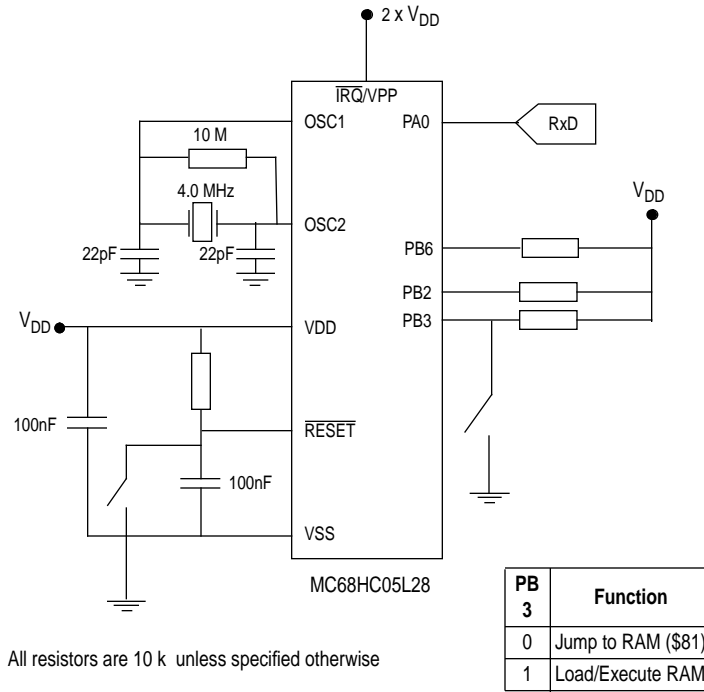 2 x VDD
IRQ/VPP
OSC1
PA0
RxD
10 M
4.0 MHz
VDD
OSC2
22pF
22pF
PB6
PB2
VDD
VDD
PB3
100nF
RESET
100nF
VSS
MC68HC05L28
PB
3
Function
0 Jump to RAM ($81)
1 Load/Execute RAM
All resistors are 10 k unless specified otherwise